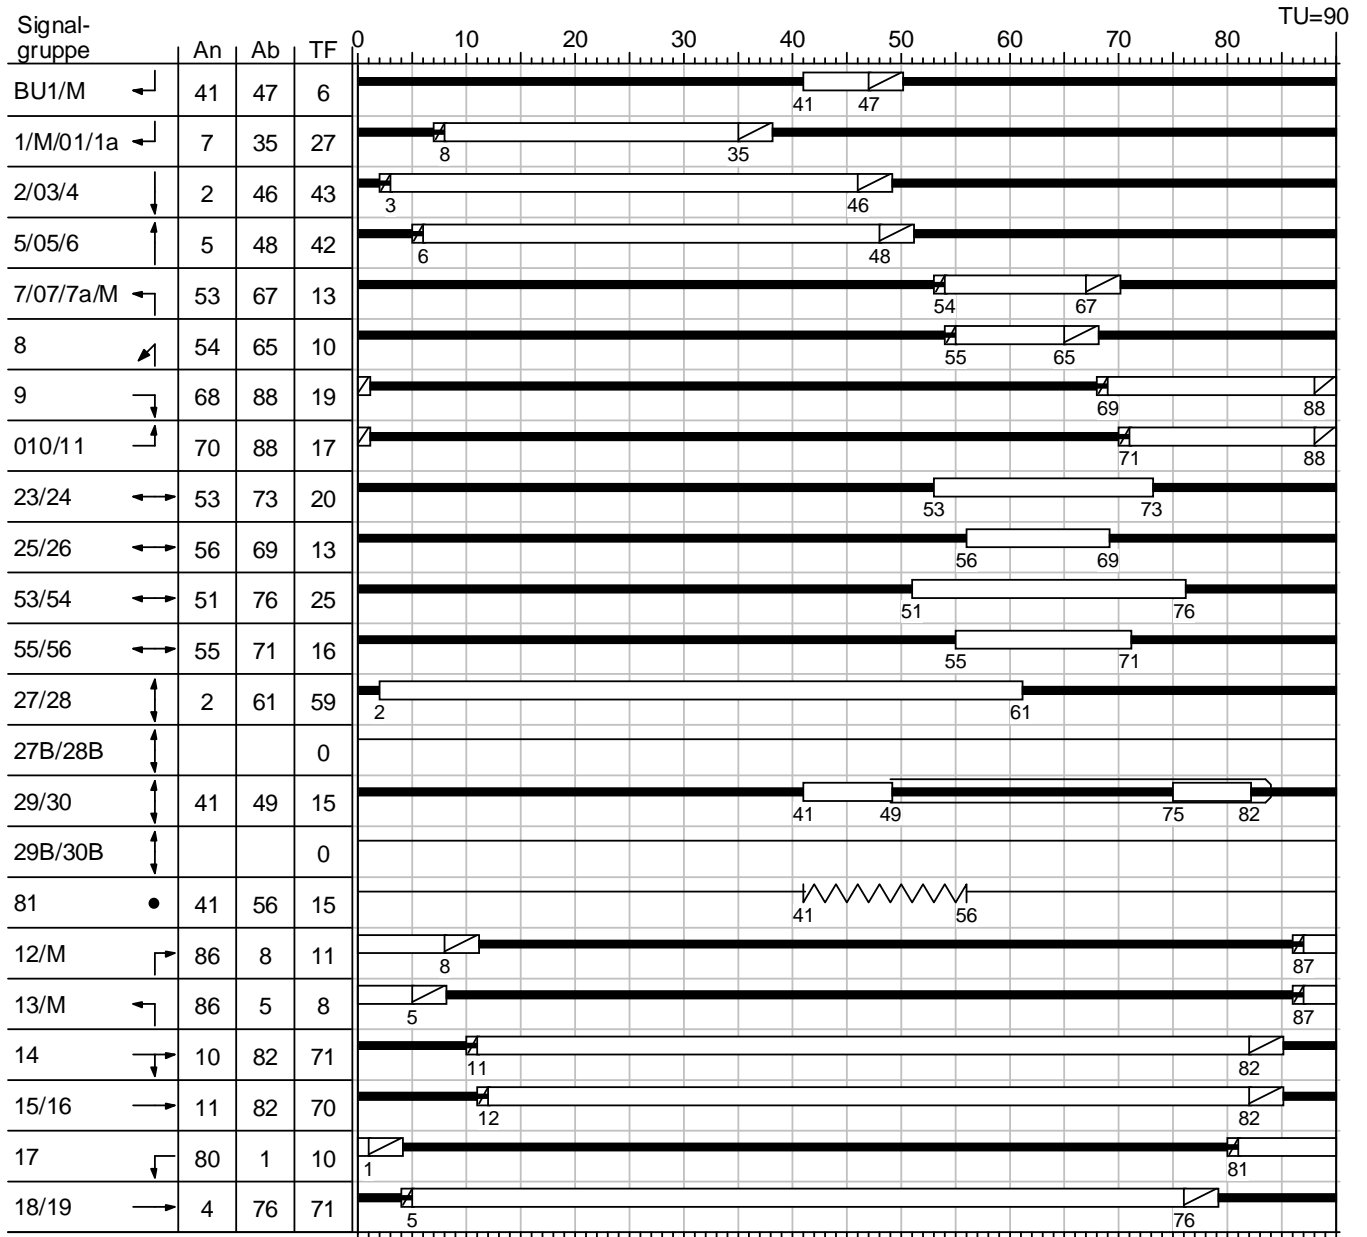 TU=90
Signal-
gruppe An Ab TF 0 10 20 30 40 50 60 70 80
BU1/M 41 47 6
41 47
1/M/01/1a 7 35 27
8 35
2/03/4 2 46 43
3 46
5/05/6 5 48 42
6 48
7/07/7a/M 53 67 13
54 67
8 54 65 10
55 65
9 68 88 19
69 88
010/11 70 88 17
71 88
23/24 53 73 20
53 73
25/26 56 69 13
56 69
53/54 51 76 25
51 76
55/56 55 71 16
55 71
27/28 2 61 59
2 61
27B/28B 0
29/30 41 49 15
41 49 75 82
29B/30B 0
81 41 56 15
41 56
12/M 86 8 11
8 87
13/M 86 5 8
5 87
14 10 82 71
11 82
15/16 11 82 70
12 82
17 80 1 10
1 81
18/19 4 76 71
5 76